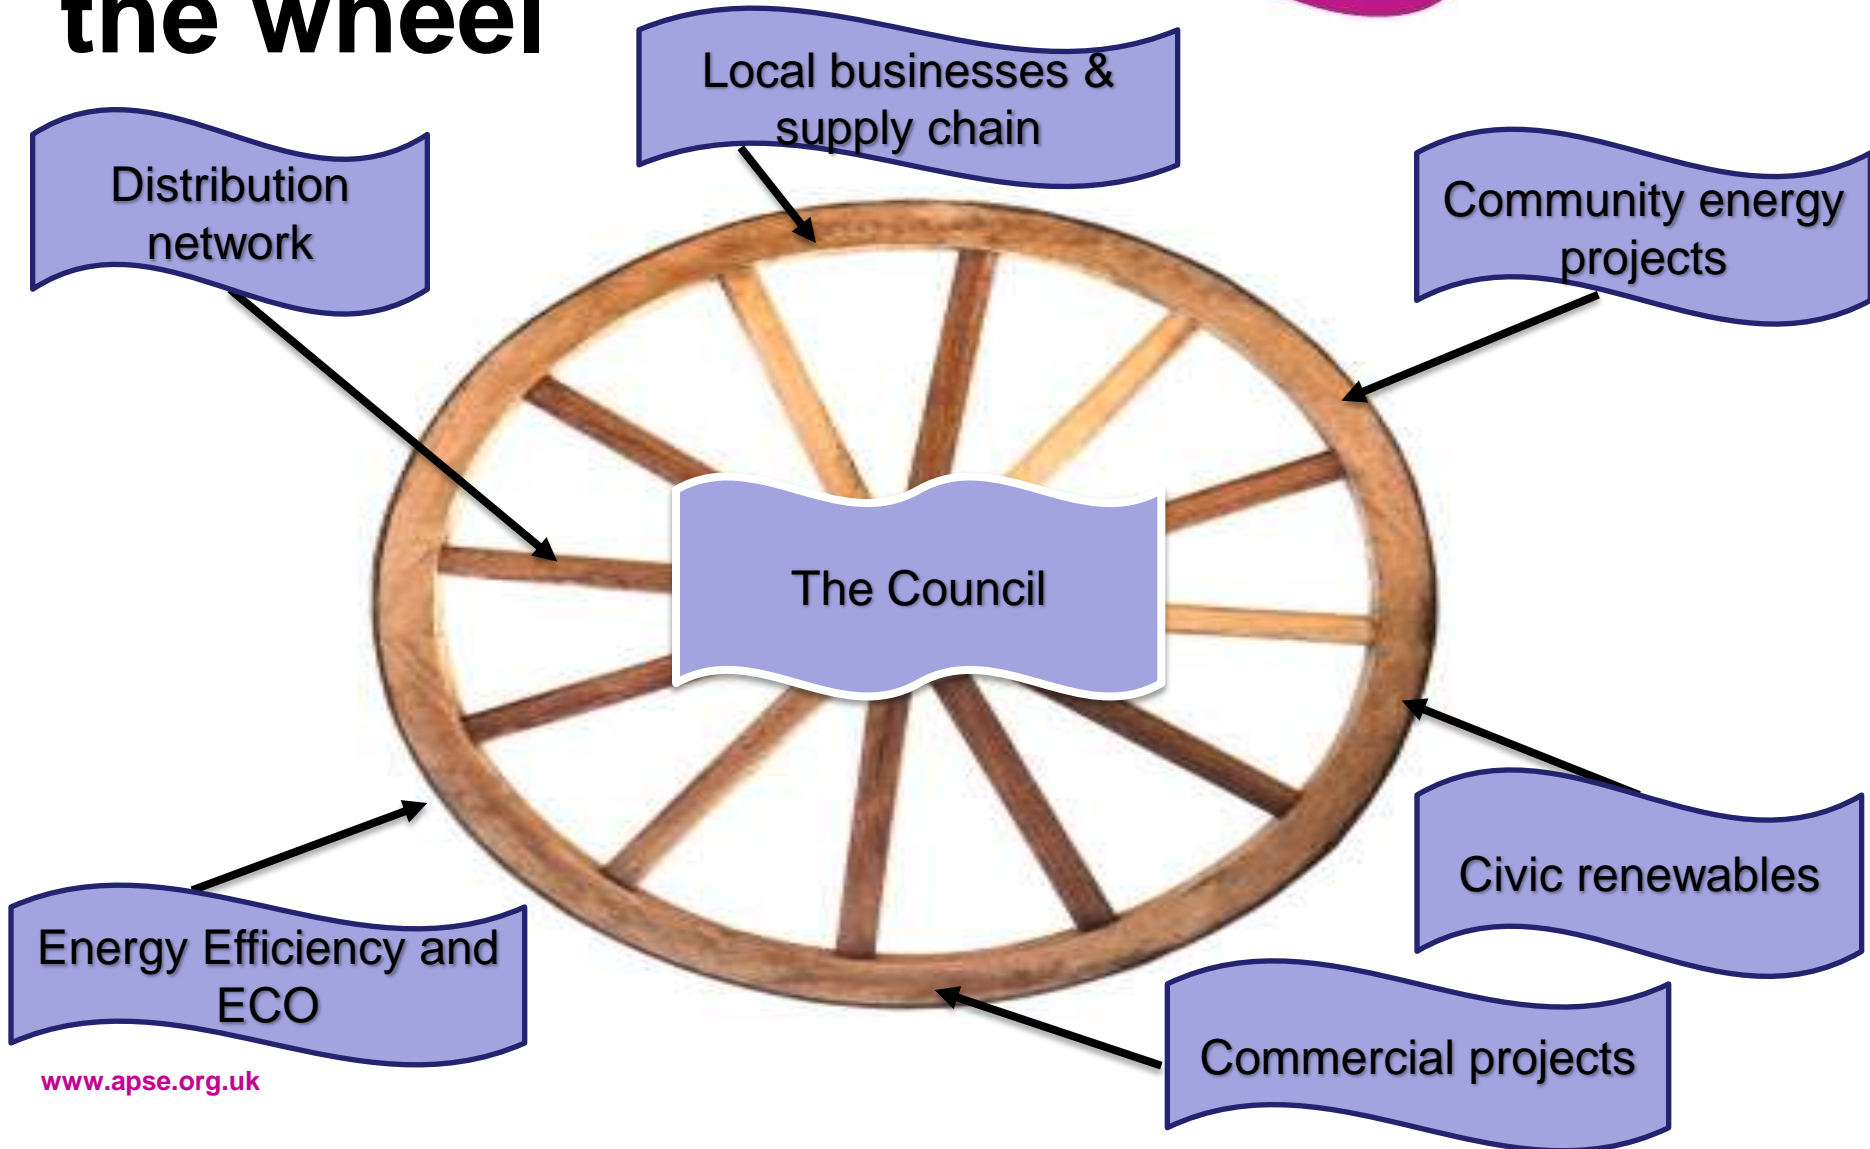 the wheel
Local businesses &
supply chain
Distribution
network
Community energy
projects
The Council
Civic renewables
Energy Efficiency and
ECO
Commercial projects
www.apse.org.uk